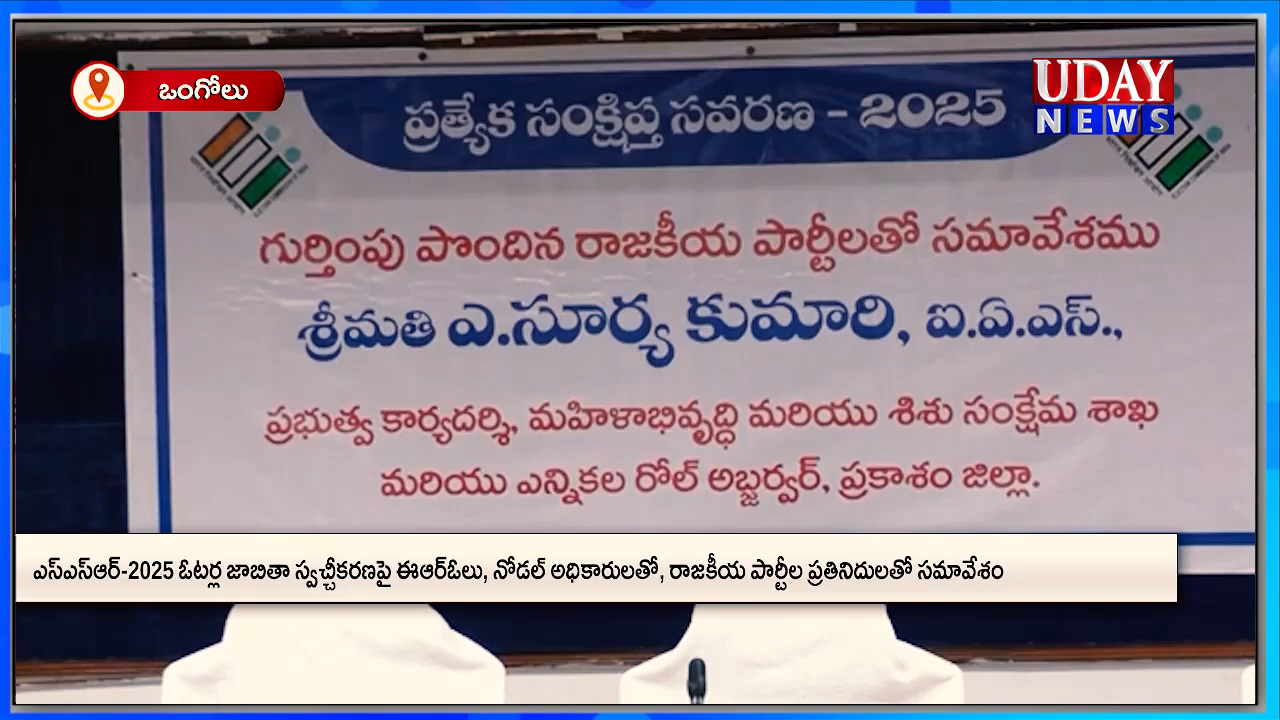 ఒంగోలు
UDAY
NEWS
ప్రత్యేక సంక్షిప్త సవరణ - 2025
గుర్తింపు పొందిన రాజకీయ పార్టీలతో సమావేశము
శ్రీమతి ఎ.సూర్య కుమారి, ఐ.ఏ.ఎస్.,
ప్రభుత్వ కార్యదర్శి, మహిళాభివృద్ధి మరియు శిశు సంక్షేమ శాఖ
మరియు ఎన్నికల రోల్ అబ్జర్వర్, ప్రకాశం జిల్లా.
ఎస్ఎస్ఆర్-2025 ఓటర్ల జాబితా స్వచ్చీకరణపై ఈఆర్ఓలు, నోడల్ అధికారులతో, రాజకీయ పార్టీల ప్రతినిదులతో సమావేశం